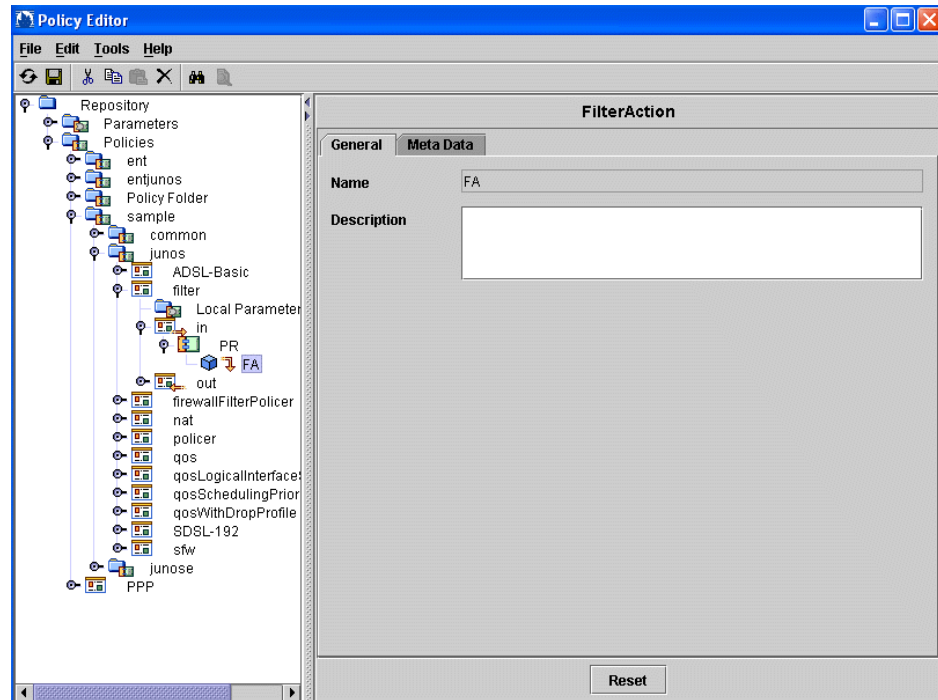 Policy Editor
File Edit Tools Help
Repository
Parameters
Policies
ent
entjunos
Policy Folder
sample
common
junos
ADSL-Basic
filter
Local Parameter
in
PR
FA
out
firewallFilterPolicer
nat
policer
qos
qosLogicalInterfaceS
qosSchedulingPrior
qosWithDropProfile
SDSL-192
sfw
junose
PPP
FilterAction
General Meta Data
Name FA
Description
Reset